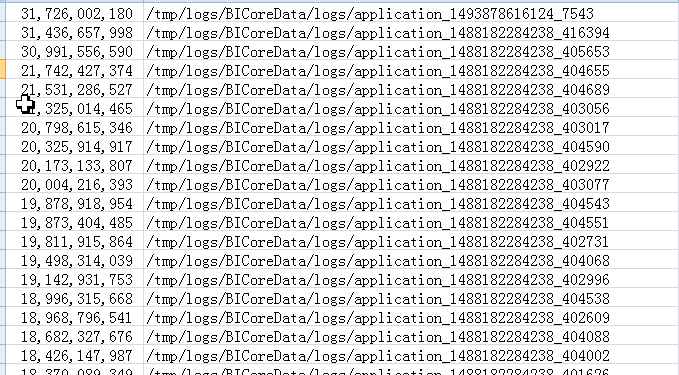 31,726,002,180 /tmp/logs/BICoreData/logs/application_1493878616124_7543
31,436,657,998 /tmp/logs/BICoreData/logs/application_1488182284238_416394
30,991,556,590 /tmp/logs/BICoreData/logs/application_1488182284238_405653
21,742,427,374 /tmp/logs/BICoreData/logs/application_1488182284238_404655
21,531,286,527 /tmp/logs/BICoreData/logs/application_1488182284238_404689
,325,014,465 /tmp/logs/BICoreData/logs/application_1488182284238_403056
20,798,615,346 /tmp/logs/BICoreData/logs/application_1488182284238_403017
20,325,914,917 /tmp/logs/BICoreData/logs/application_1488182284238_404590
20,173,133,807 /tmp/logs/BICoreData/logs/application_1488182284238_402922
20,004,216,393 /tmp/logs/BICoreData/logs/application_1488182284238_403077
19,878,918,954 /tmp/logs/BICoreData/logs/application_1488182284238_404543
19,873,404,485 /tmp/logs/BICoreData/logs/application_1488182284238_404551
19,811,915,864 /tmp/logs/BICoreData/logs/application_1488182284238_402731
19,498,314,039 /tmp/logs/BICoreData/logs/application_1488182284238_404068
19,142,931,753 /tmp/logs/BICoreData/logs/application_1488182284238_402996
18,996,315,668 /tmp/logs/BICoreData/logs/application_1488182284238_404538
18,968,796,541 /tmp/logs/BICoreData/logs/application_1488182284238_402609
18,682,327,676 /tmp/logs/BICoreData/logs/application_1488182284238_404088
18,426,147,987 /tmp/logs/BICoreData/logs/application_1488182284238_404002